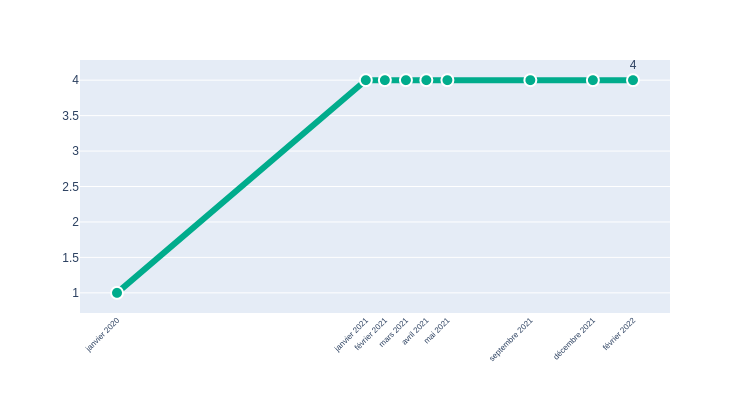 4
4
3.5
3
2.5
2
1.5
1
janvier 2020
janvier 2021
février 2021
mars 2021
avril 2021
mai 2021
septembre 2021
décembre 2021
février 2022